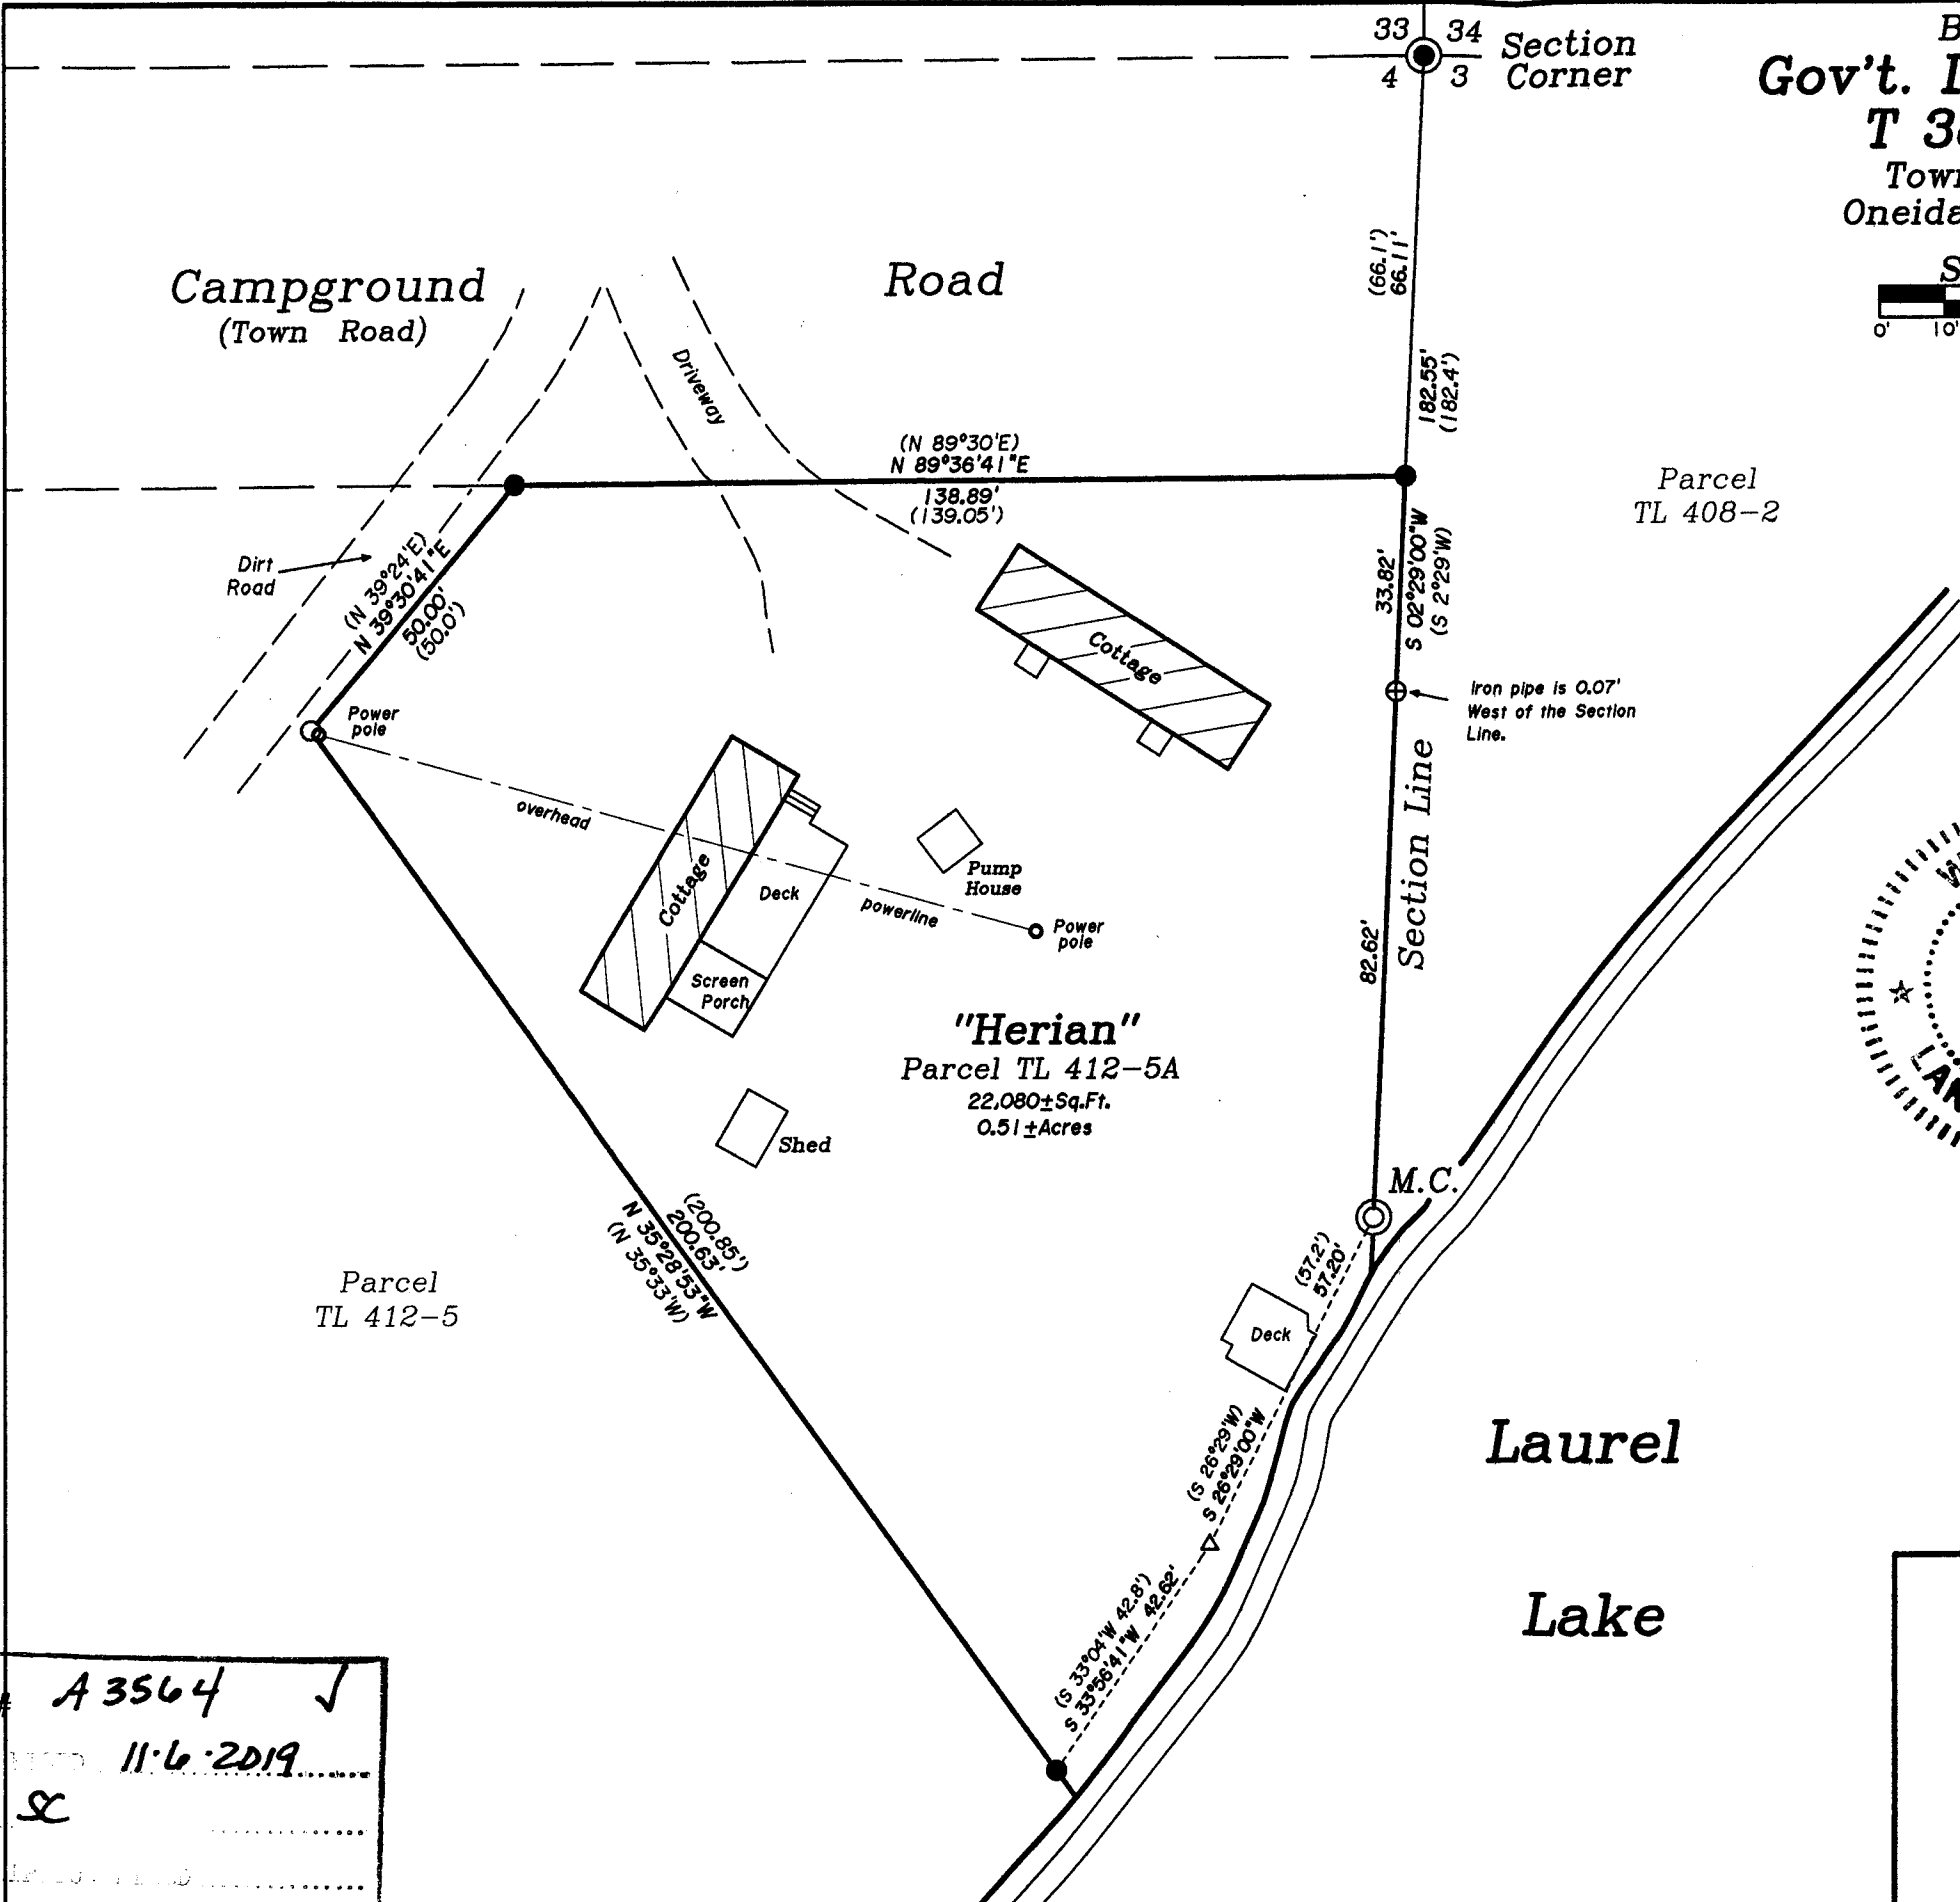 33 34
4 3
Section
Corner
Gov't.
Oneida
0' 10'
(66.1')
66.11'
Campground
(Town Road)
Road
Driveway
182.55'
(182.4')
(N 89°30'E)
N 89°36'41"E
138.89'
(139.05')
Parcel
TL 408-2
Dirt
Road
(N 39°24'E)
N 39°30'41"E
50.00'
(50.0')
33.82'
S 02°29'00"W
(S 2°29'W)
Cottage
Iron pipe is 0.07'
West of the Section
Line.
Power
pole
overhead
Section Line
Cottage
Deck
Pump
House
powerline
Power
pole
82.62'
Screen
Porch
"Herian"
Parcel TL 412-5A
22,080±Sq.Ft.
0.51±Acres
Shed
M.C.
(200.85')
200.63'
N 35°28'53"W
(N 35°33'W)
(57.2')
57.20'
Parcel
TL 412-5
Deck
(S 26°29'W)
S 26°29'00"W
Laurel
Lake
(S 33°04'W 42.8')
S 33°56'41"W 42.62'
# A3564 √
11·6·2019
SC